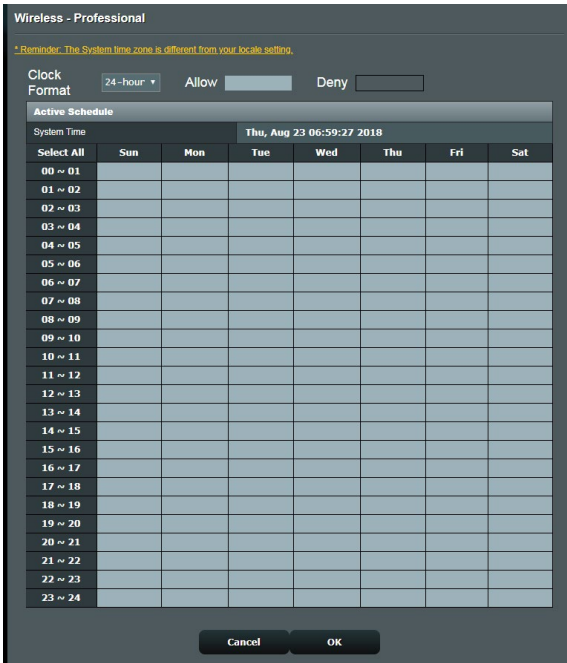 Wireless - Professional
* Reminder: The System time zone is different from your locale setting.
Clock Format 24-hour Allow Deny
Active Schedule
System Time Thu, Aug 23 06:59:27 2018
Select All Sun Mon Tue Wed Thu Fri Sat
00 ~ 01
01 ~ 02
02 ~ 03
03 ~ 04
04 ~ 05
05 ~ 06
06 ~ 07
07 ~ 08
08 ~ 09
09 ~ 10
10 ~ 11
11 ~ 12
12 ~ 13
13 ~ 14
14 ~ 15
15 ~ 16
16 ~ 17
17 ~ 18
18 ~ 19
19 ~ 20
20 ~ 21
21 ~ 22
22 ~ 23
23 ~ 24
Cancel OK